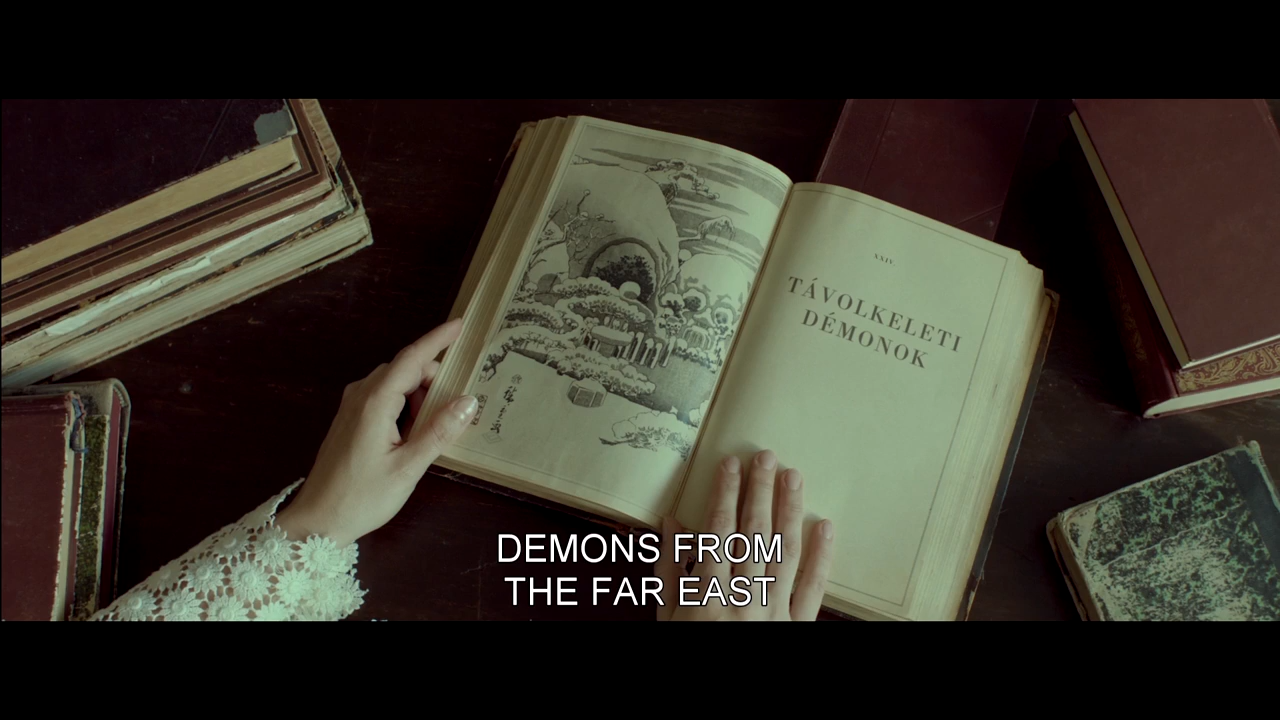 XXIV.
TÁVOLKELETI
DÉMONOK
DEMONS FROM
THE FAR EAST